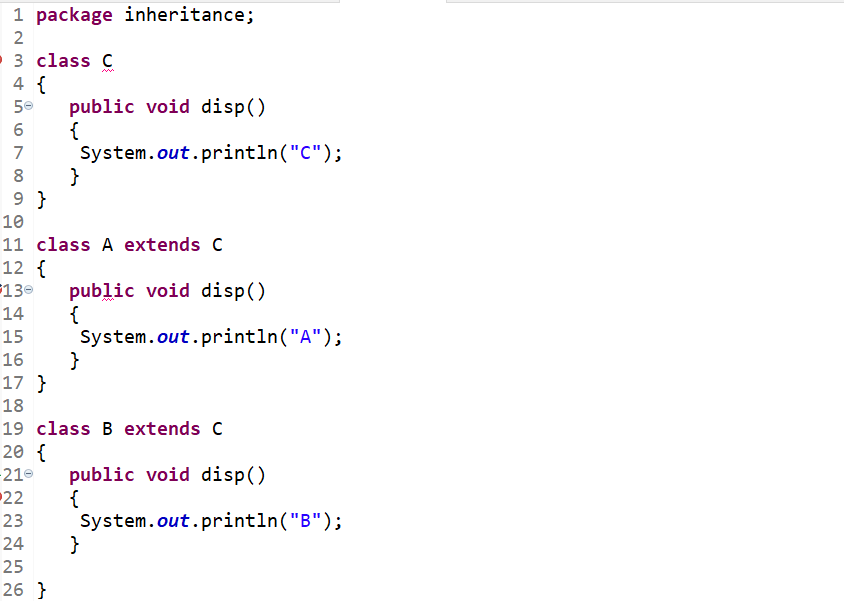 1 package inheritance;
2
3 class C
4 {
5 public void disp()
6 {
7 System.out.println("C");
8 }
9 }
10
11 class A extends C
12 {
13 public void disp()
14 {
15 System.out.println("A");
16 }
17 }
18
19 class B extends C
20 {
21 public void disp()
22 {
23 System.out.println("B");
24 }
25
26 }